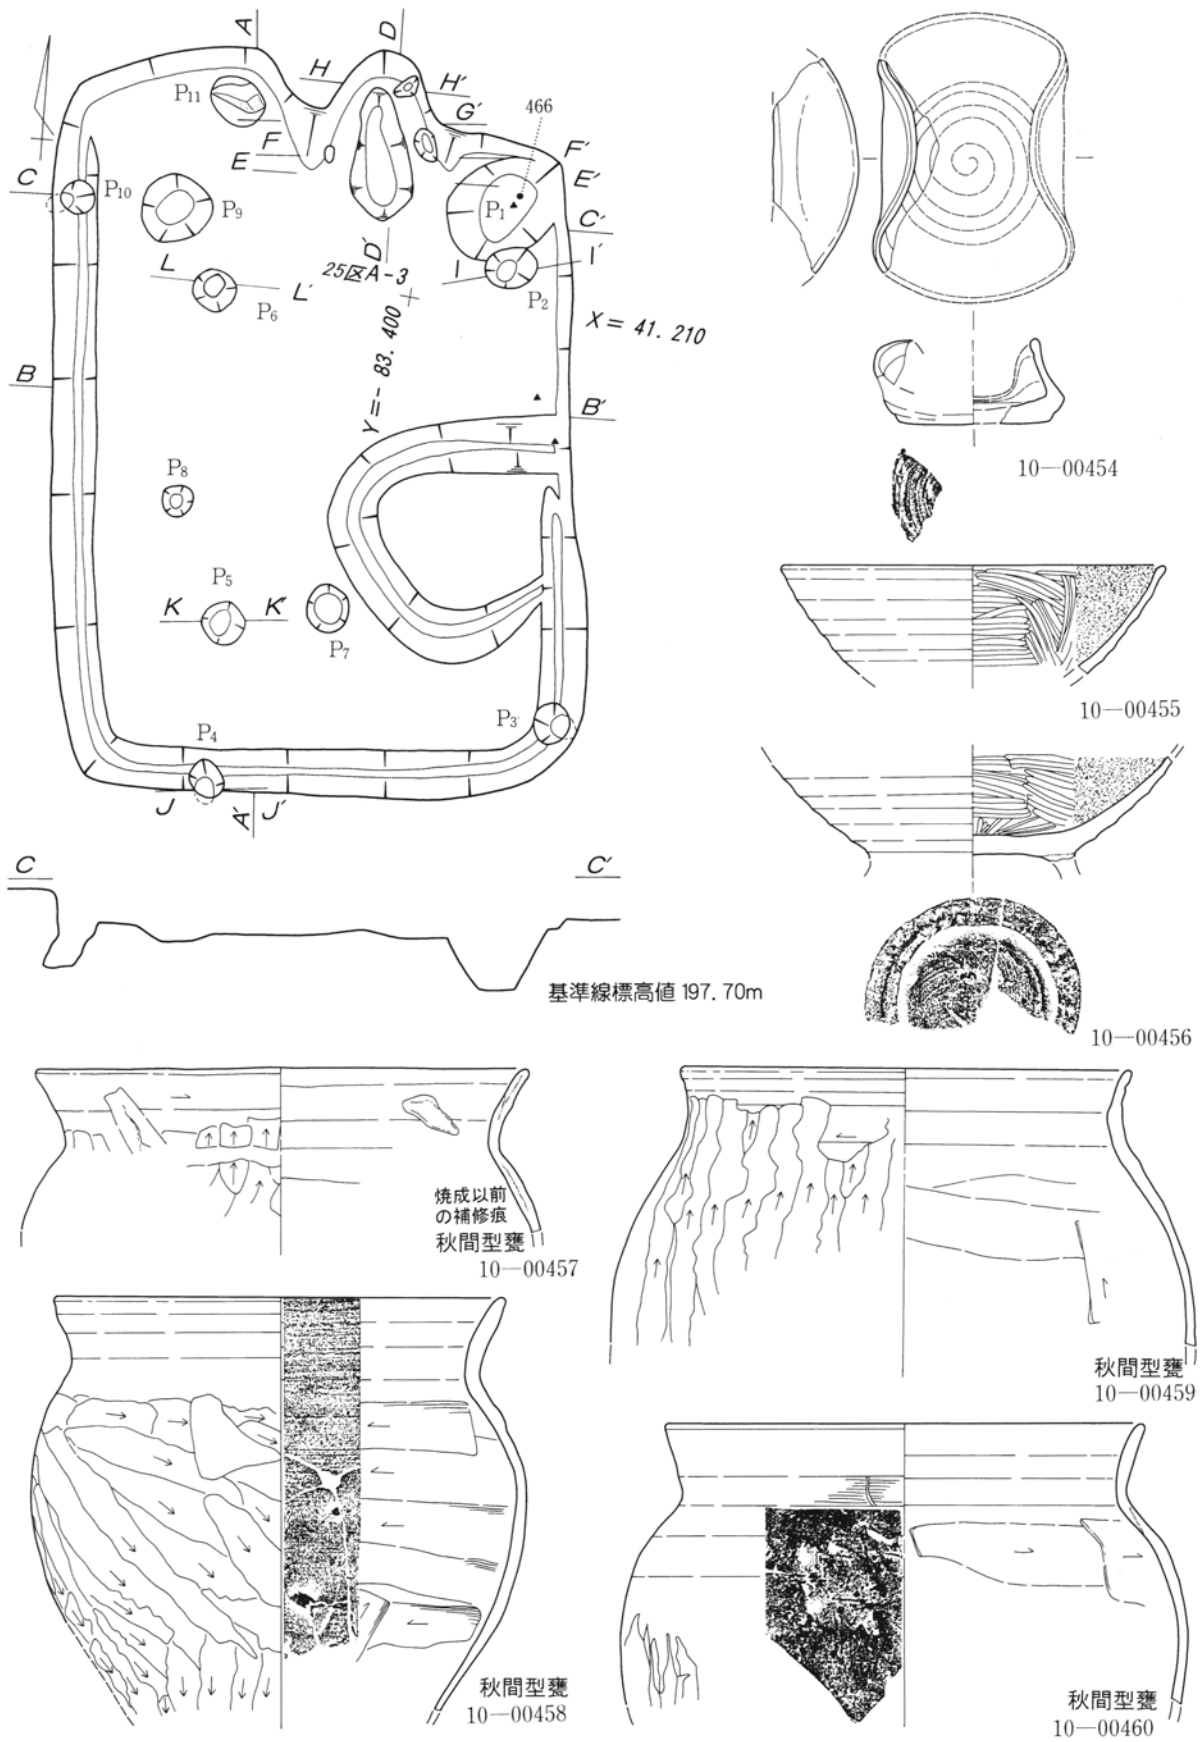 A
D
H
H′
P11
G′
466
F
E
F′
E′
C
P10
P9
P1
C′
D′
L
L′
P6
25区A-3
I
I′
P2
X = 41. 210
Y = - 83. 400
B
B′
P8
P5
K
K′
P7
P3
P4
J
A′
J′
C
C′
基準線標高値 197. 70m
10—00454
10—00455
10—00456
焼成以前
の補修痕
秋間型甕
10—00457
秋間型甕
10—00459
秋間型甕
10—00458
秋間型甕
10—00460